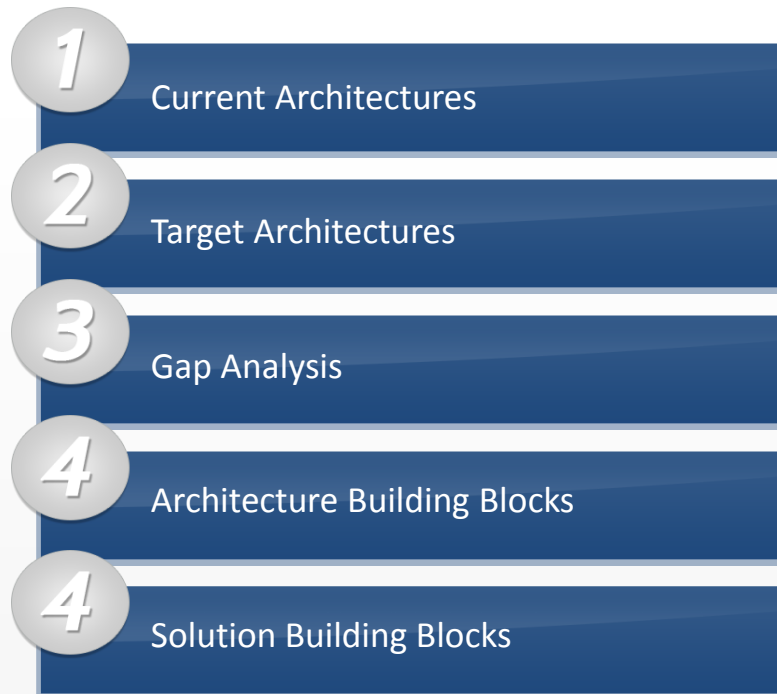 1
Current Architectures
2
Target Architectures
3
Gap Analysis
4
Architecture Building Blocks
4
Solution Building Blocks